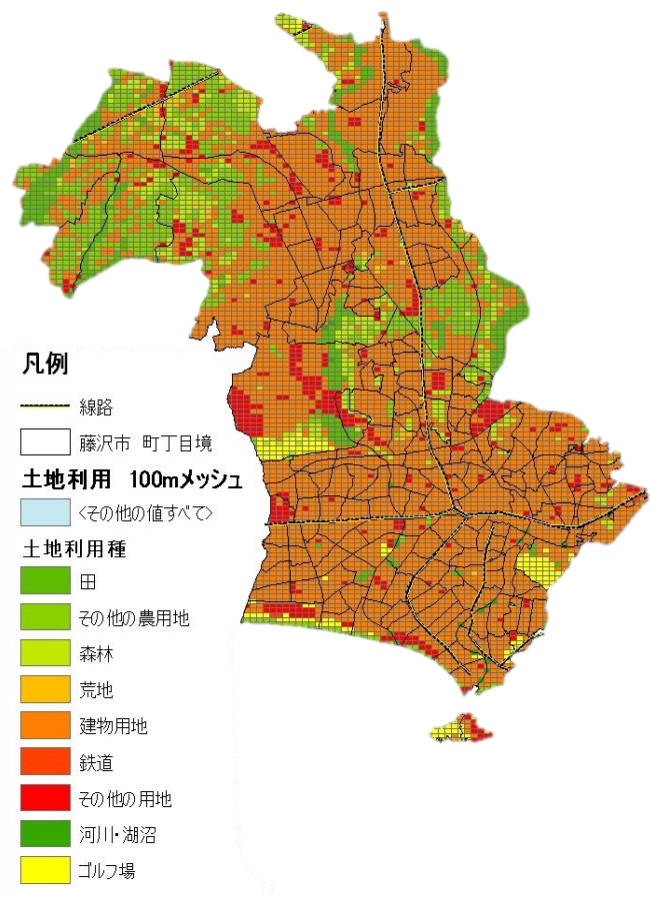 凡例
線路
藤沢市 町丁目境
土地利用 100mメッシュ
<その他の値すべて>
土地利用種
田
その他の農用地
森林
荒地
建物用地
鉄道
その他の用地
河川・湖沼
ゴルフ場